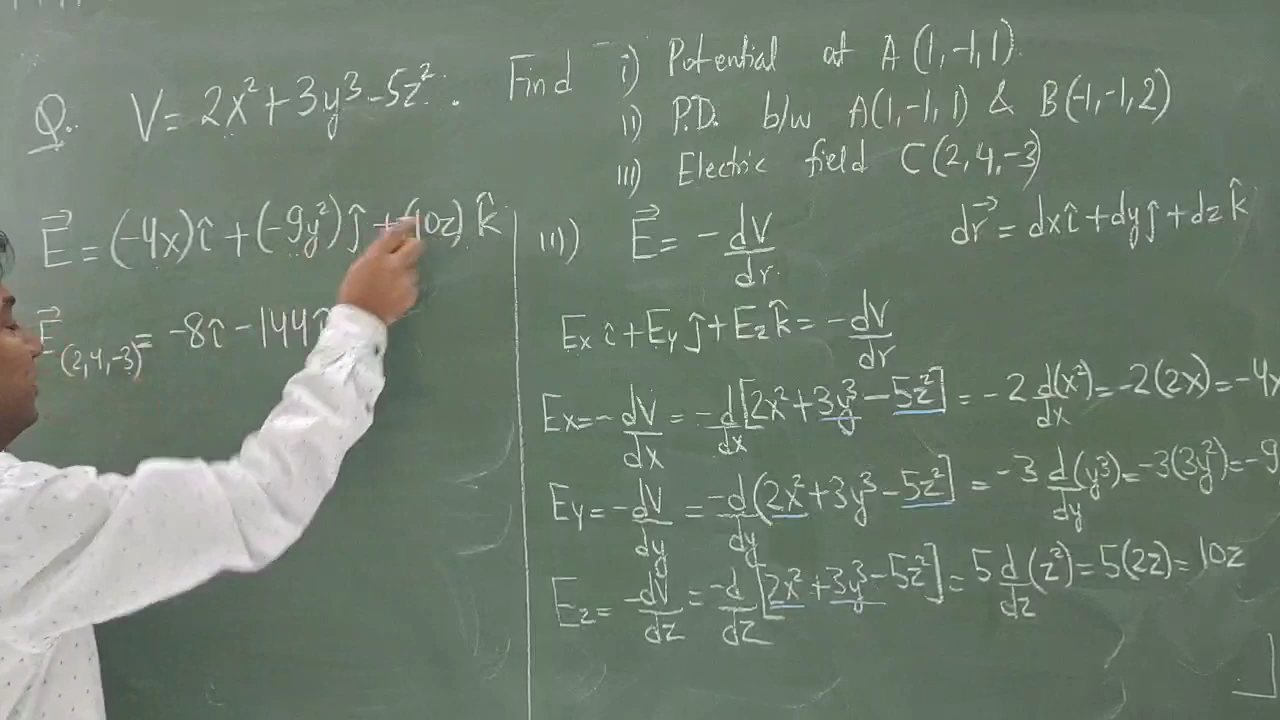 Q. V = 2x² + 3y³ - 5z². Find i) Potential at A(1,-1,1).
ii) P.D. b/w A(1,-1,1) & B(-1,-1,2)
iii) Electric field C(2,4,-3)
E⃗ = (-4x)î + (-9y²)ĵ + (10z)k̂
E⃗(2,4,-3) = -8î - 144ĵ
iii) E⃗ = -dV/dr dr⃗ = dxî + dyĵ + dzk̂
Exî + Eyĵ + Ezk̂ = -dV/dr
Ex = -dV/dx = -d/dx[2x² + 3y³ - 5z²] = -2 d(x²)/dx = -2(2x) = -4x
Ey = -dV/dy = -d/dy(2x² + 3y³ - 5z²] = -3 d/dy(y³) = -3(3y²) = -9
Ez = -dV/dz = -d/dz[2x² + 3y³ - 5z²] = 5 d/dz(z²) = 5(2z) = 10z